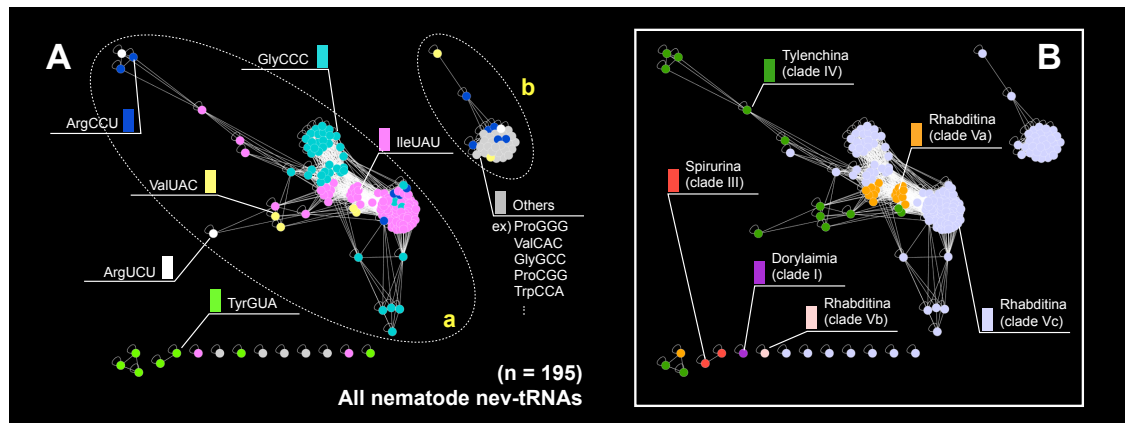 A
GlyCCC
b
ArgCCU
IleUAU
ValUAC
Others
ex) ProGGG
ValCAC
GlyGCC
ProCGG
TrpCCA
⋮
ArgUCU
TyrGUA
a
(n = 195)
All nematode nev-tRNAs
B
Tylenchina
(clade IV)
Rhabditina
(clade Va)
Spirurina
(clade III)
Dorylaimia
(clade I)
Rhabditina
(clade Vb)
Rhabditina
(clade Vc)